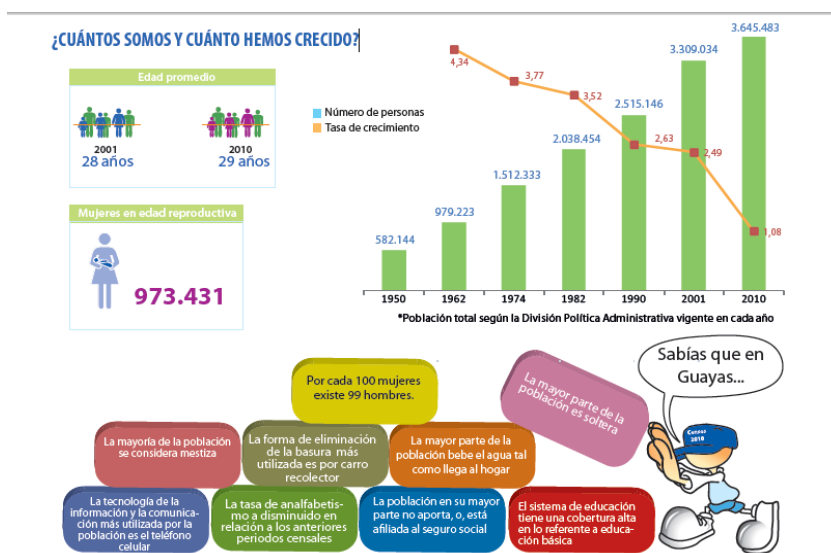 ¿CUÁNTOS SOMOS Y CUÁNTO HEMOS CRECIDO?
Edad promedio
2001
28 años
2010
29 años
Mujeres en edad reproductiva
973.431
Número de personas
Tasa de crecimiento
582.144
979.223
1.512.333
2.038.454
2.515.146
3.309.034
3.645.483
4,34
3,77
3,52
2,63
2,49
1,08
1950
1962
1974
1982
1990
2001
2010
*Población total según la División Política Administrativa vigente en cada año
Sabías que en
Guayas...
Censo
2010
Por cada 100 mujeres
existe 99 hombres.
La mayor parte de la
población es soltera
La mayoría de la población
se considera mestiza
La forma de eliminación
de la basura más
utilizada es por carro
recolector
La mayor parte de la
población bebe el agua tal
como llega al hogar
La tecnología de la
información y la comunica-
ción más utilizada por la
población es el teléfono
celular
La tasa de analfabetis-
mo a disminuido en
relación a los anteriores
periodos censales
La población en su mayor
parte no aporta, o, está
afiliada al seguro social
El sistema de educación
tiene una cobertura alta
en lo referente a educa-
ción básica